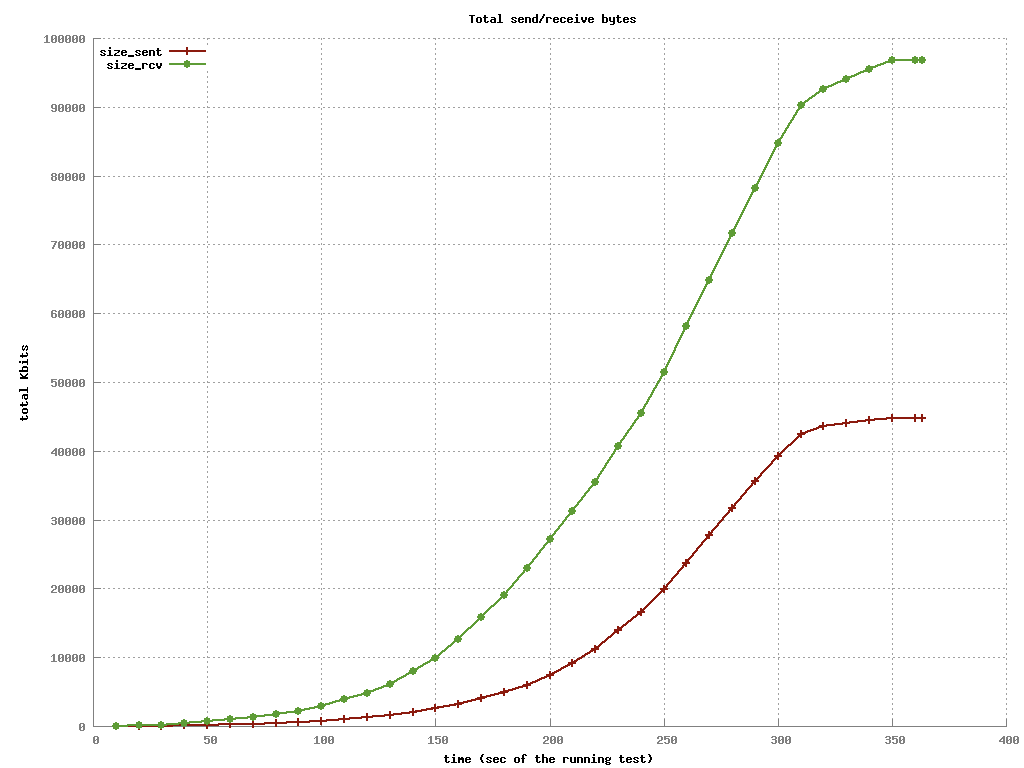 Total send/receive bytes
size_sent
size_rcv
100000
90000
80000
70000
60000
50000
40000
30000
20000
10000
0
total Kbits
0 50 100 150 200 250 300 350 400
time (sec of the running test)